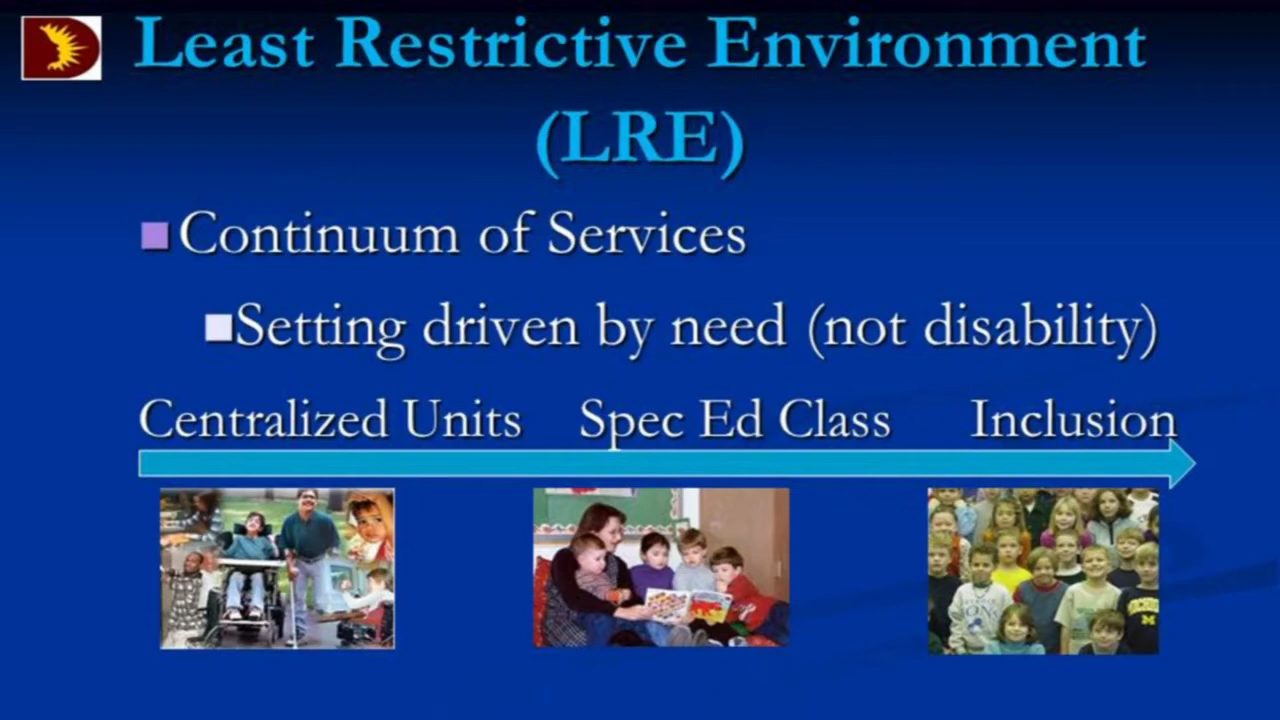 Least Restrictive Environment
(LRE)
Continuum of Services
Setting driven by need (not disability)
Centralized Units Spec Ed Class Inclusion